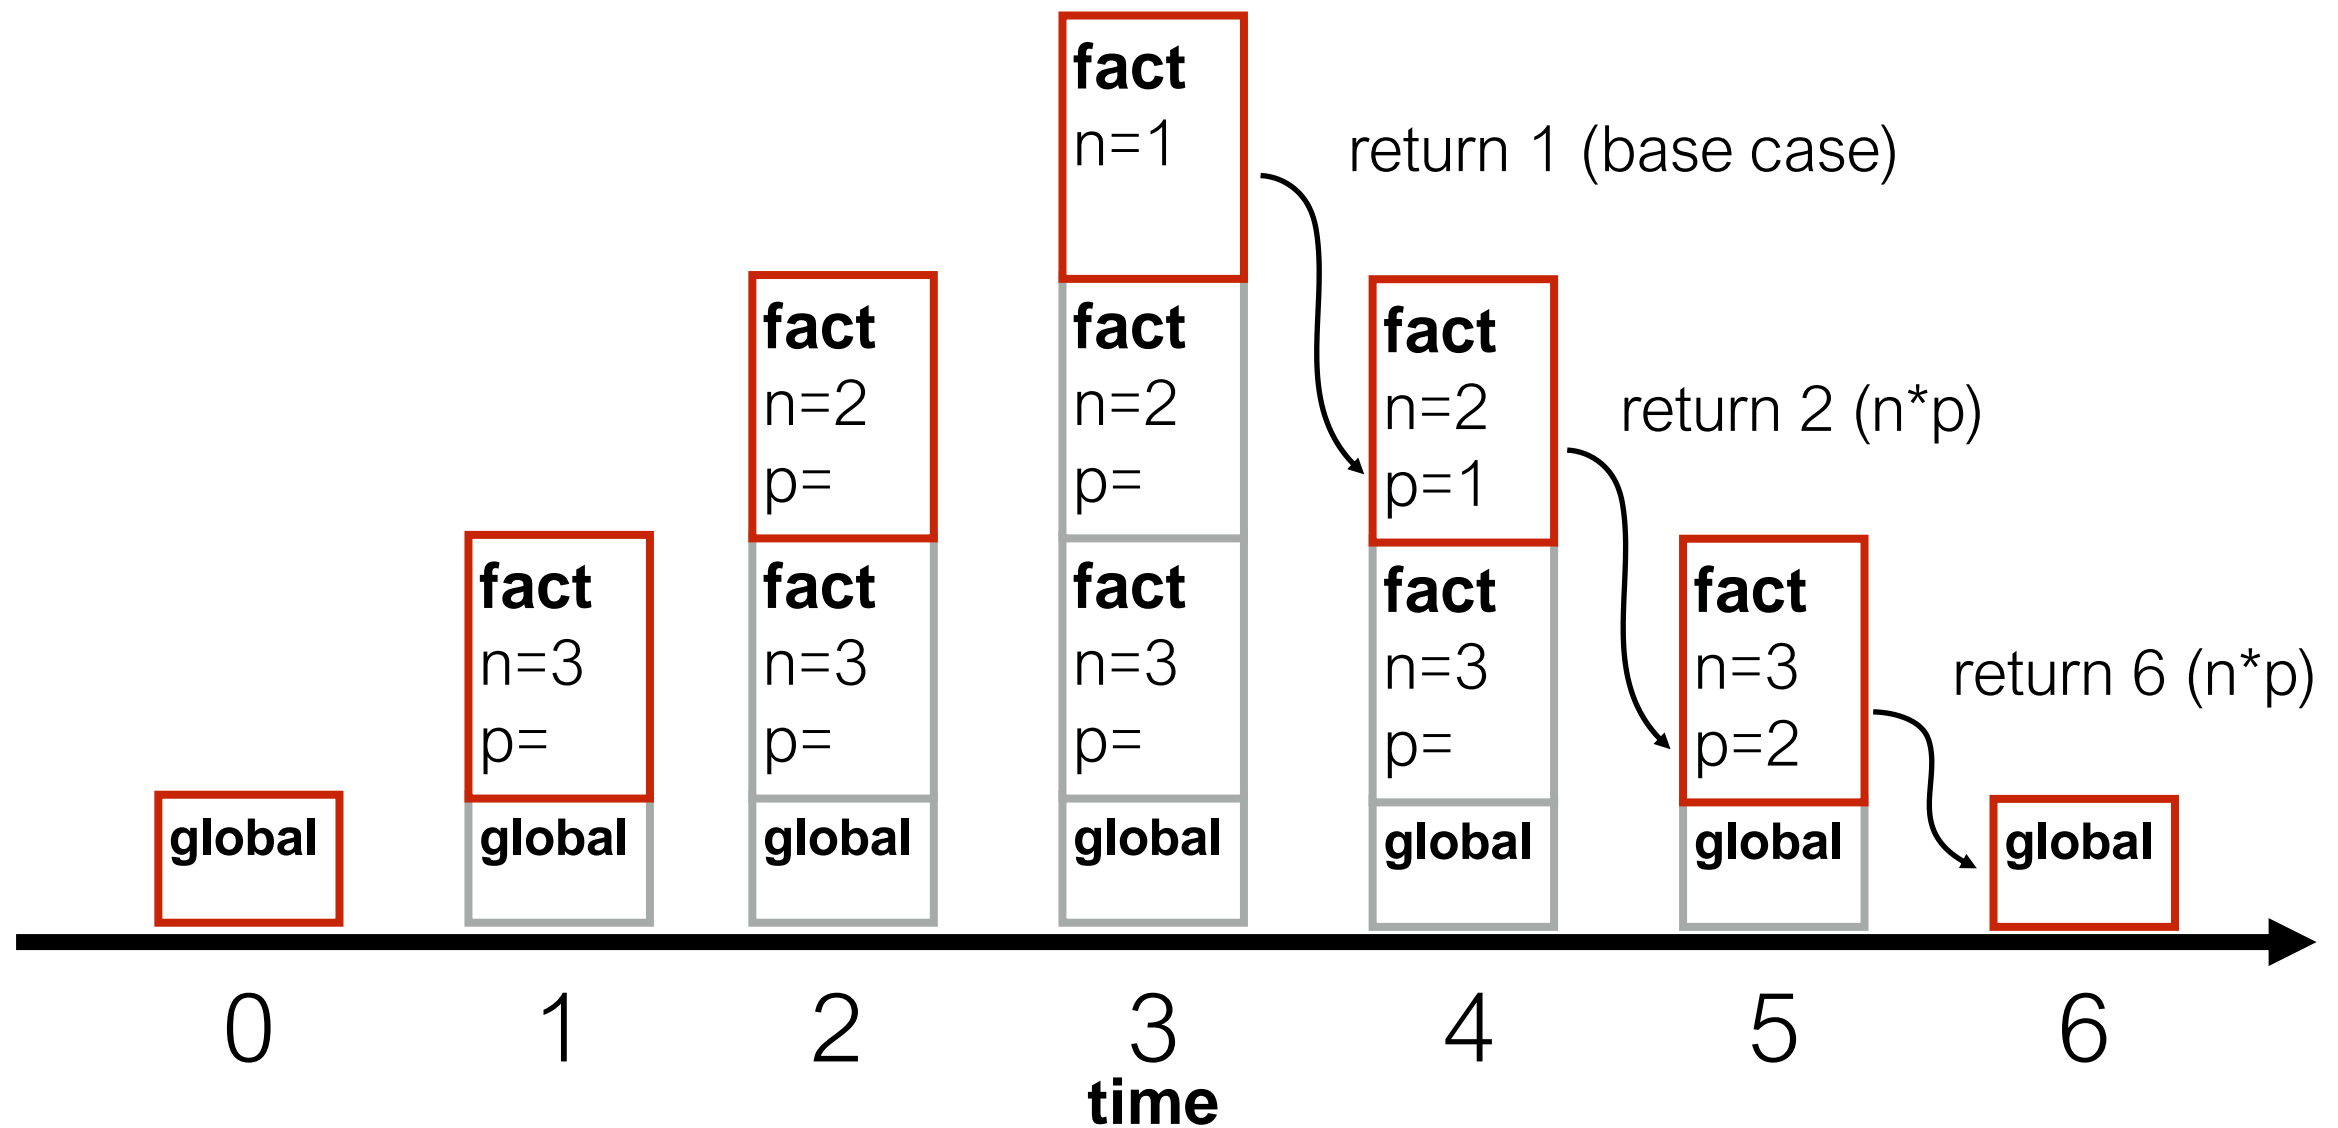 fact
n=1
return 1 (base case)
fact
n=2
p=
fact
n=2
p=
fact
n=2
p=1
return 2 (n*p)
fact
n=3
p=
fact
n=3
p=
fact
n=3
p=
fact
n=3
p=
fact
n=3
p=2
return 6 (n*p)
global
global
global
global
global
global
global
0 1 2 3 4 5 6
time